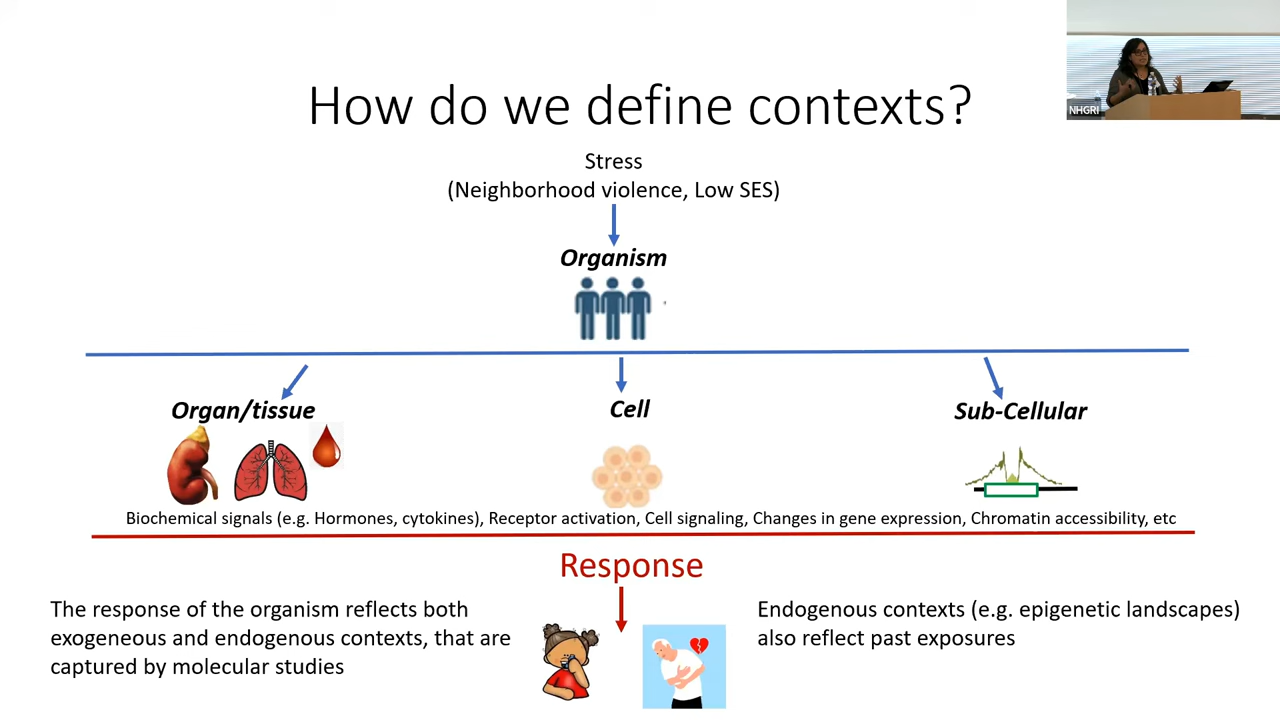 How do we define contexts?
NHGRI
Stress
(Neighborhood violence, Low SES)
Organism
Organ/tissue
Cell
Sub-Cellular
Biochemical signals (e.g. Hormones, cytokines), Receptor activation, Cell signaling, Changes in gene expression, Chromatin accessibility, etc
Response
The response of the organism reflects both
exogeneous and endogenous contexts, that are
captured by molecular studies
Endogenous contexts (e.g. epigenetic landscapes)
also reflect past exposures